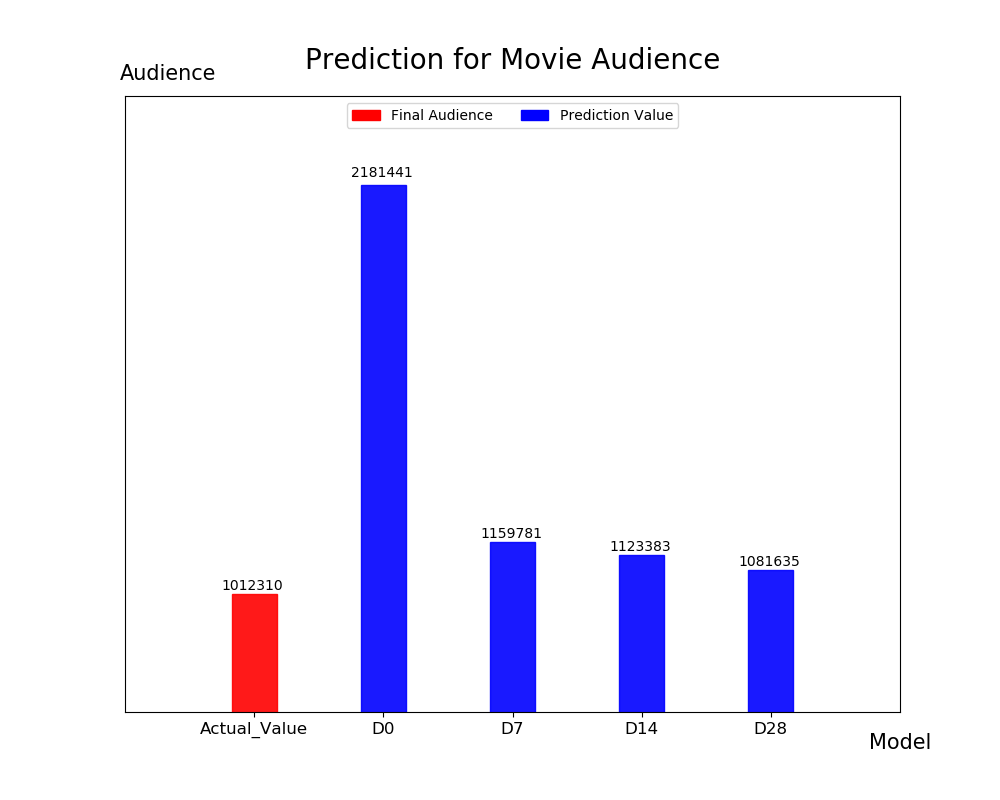 Prediction for Movie Audience
Audience
Final Audience Prediction Value
2181441
1159781
1123383
1081635
1012310
Actual_Value D0 D7 D14 D28
Model